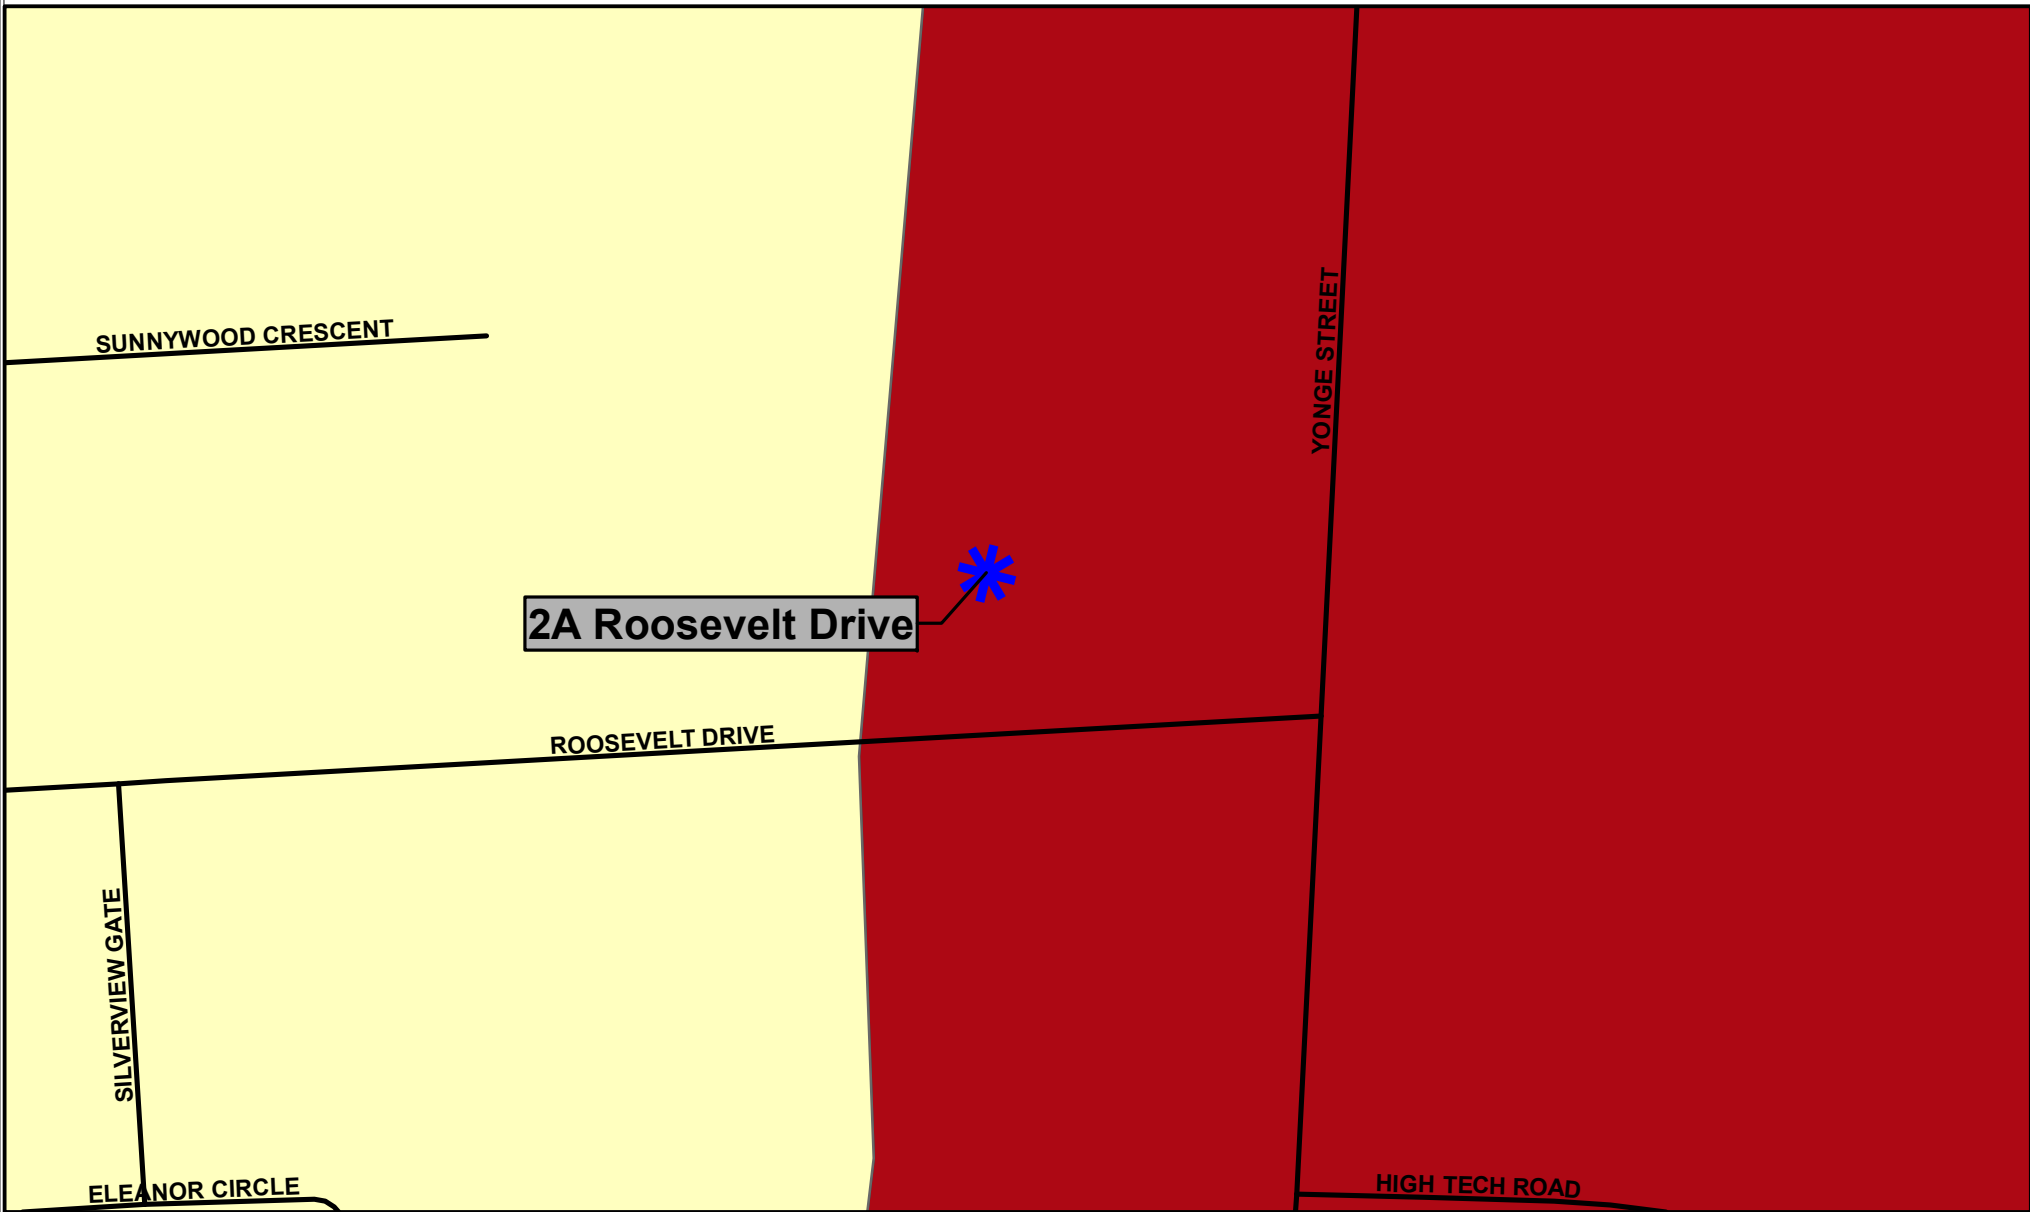 SUNNYWOOD CRESCENT
YONGE STREET
2A Roosevelt Drive
ROOSEVELT DRIVE
SILVERVIEW GATE
ELEANOR CIRCLE
HIGH TECH ROAD